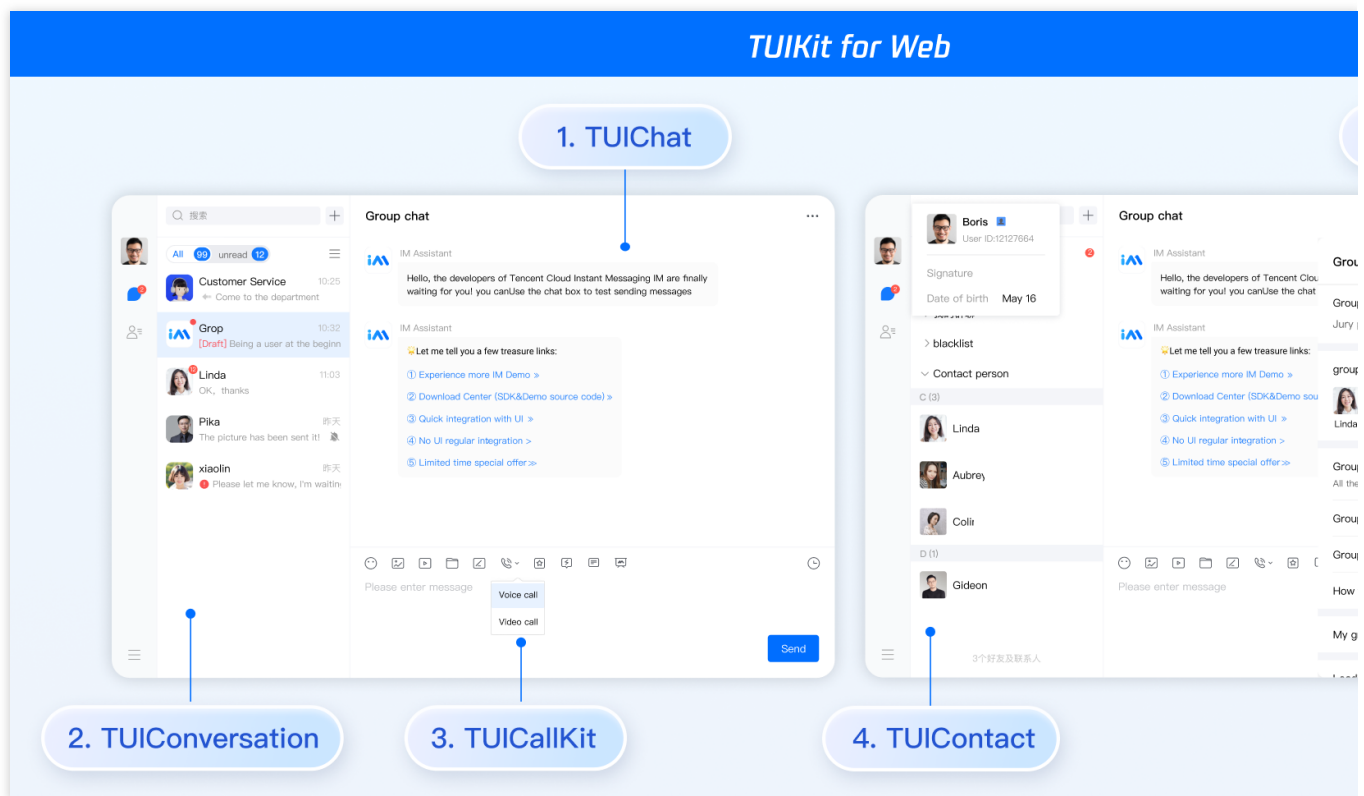 TUIKit for Web
1. TUIChat
搜索
All 99 unread 12
Customer Service 10:25
Come to the department
Grop 10:32
[Draft] Being a user at the beginn
Linda 11:03
OK，thanks
Pika 昨天
The picture has been sent it!
xiaolin 昨天
Please let me know, I'm waiting
Group chat
IM Assistant
Hello, the developers of Tencent Cloud Instant Messaging IM are finally
waiting for you! you canUse the chat box to test sending messages
IM Assistant
Let me tell you a few treasure links:
① Experience more IM Demo »
② Download Center (SDK&Demo source code) »
③ Quick integration with UI »
④ No UI regular integration >
⑤ Limited time special offer>>
Please enter message
Voice call
Video call
Send
2. TUIConversation
3. TUICallKit
Boris
User ID:12127664
Signature
Date of birth May 16
2
blacklist
Contact person
C (3)
Linda
Aubrey
Colin
D (1)
Gideon
3个好友及联系人
Group chat
IM Assistant
Hello, the developers of Tencent Clou
waiting for you! you canUse the chat
IM Assistant
Let me tell you a few treasure links:
① Experience more IM Demo »
② Download Center (SDK&Demo sou
③ Quick integration with UI »
④ No UI regular integration >
⑤ Limited time special offer>>
Please enter message
Grou
Group
Jury
group
Linda
Group
All the
Group
Group
How
My g
4. TUIContact